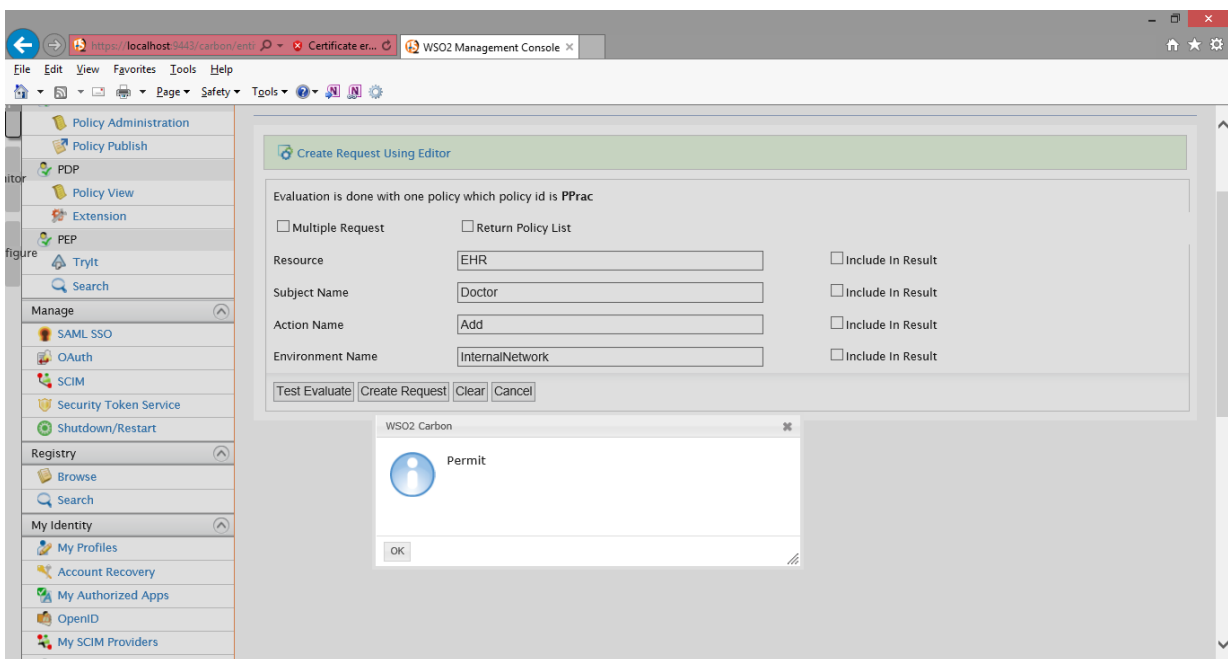 https://localhost:9443/carbon/enti
Certificate er...
WSO2 Management Console
File Edit View Favorites Tools Help
Page Safety Tools
Policy Administration
Policy Publish
PDP
Policy View
Extension
PEP
TryIt
Search
Manage
SAML SSO
OAuth
SCIM
Security Token Service
Shutdown/Restart
Registry
Browse
Search
My Identity
My Profiles
Account Recovery
My Authorized Apps
OpenID
My SCIM Providers
itor
figure
Create Request Using Editor
Evaluation is done with one policy which policy id is PPrac
Multiple Request Return Policy List
Resource EHR Include In Result
Subject Name Doctor Include In Result
Action Name Add Include In Result
Environment Name InternalNetwork Include In Result
Test Evaluate Create Request Clear Cancel
WSO2 Carbon
Permit
OK